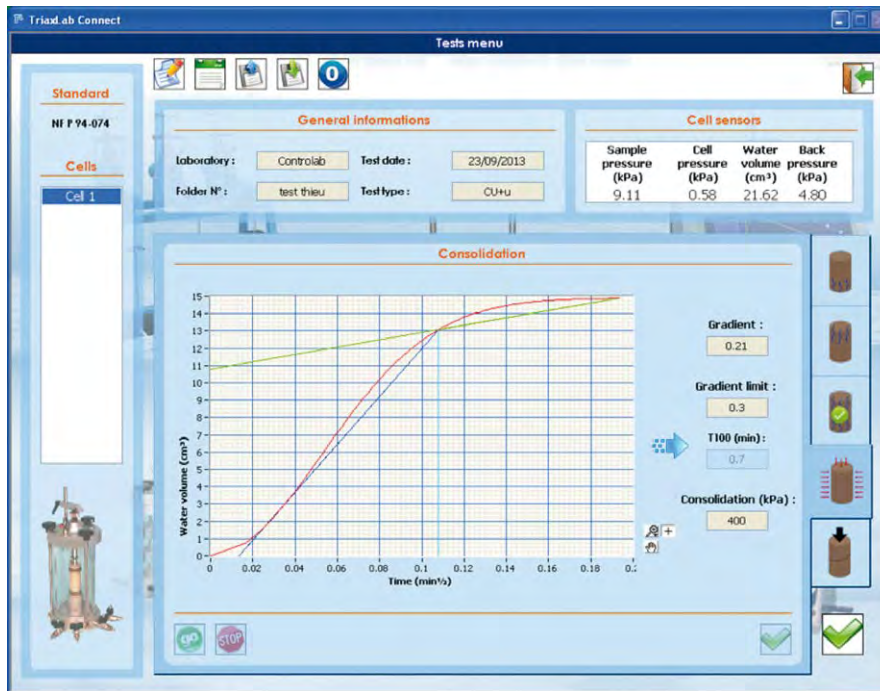 TriaxLab Connect
Tests menu
Standard
NF P 94-074
Cells
Cell 1
O
General informations
Laboratory :
Controlab
Test date :
23/09/2013
Folder N° :
test thieu
Test type :
CU+u
Cell sensors
Sample pressure (kPa)
Cell pressure (kPa)
Water volume (cm³)
Back pressure (kPa)
9.11
0.58
21.62
4.80
Consolidation
15
14
13
12
11
10
9
8
7
6
5
4
3
2
1
0
Water volume (cm³)
0
0.02
0.04
0.06
0.08
0.1
0.12
0.14
0.16
0.18
Time (min½)
Gradient :
0.21
Gradient limit :
0.3
T100 (min) :
0.7
Consolidation (kPa) :
400
go
STOP